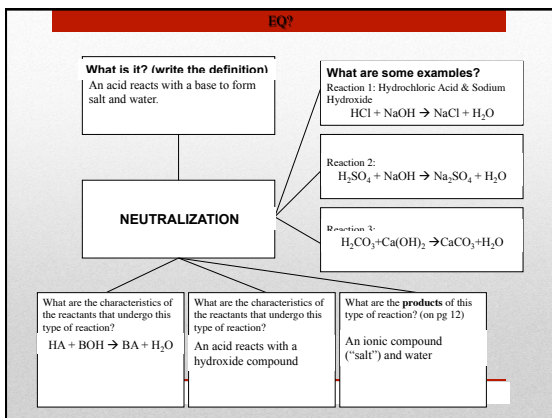 EQ?
What is it? (write the definition)
An acid reacts with a base to form
salt and water.
What are some examples?
Reaction 1: Hydrochloric Acid & Sodium
Hydroxide
HCl + NaOH → NaCl + H₂O
Reaction 2:
H₂SO₄ + NaOH → Na₂SO₄ + H₂O
Reaction 3:
H₂CO₃+Ca(OH)₂ →CaCO₃+H₂O
NEUTRALIZATION
What are the characteristics of
the reactants that undergo this
type of reaction?
HA + BOH → BA + H₂O
What are the characteristics of
the reactants that undergo this
type of reaction?
An acid reacts with a
hydroxide compound
What are the products of this
type of reaction? (on pg 12)
An ionic compound
(“salt”) and water